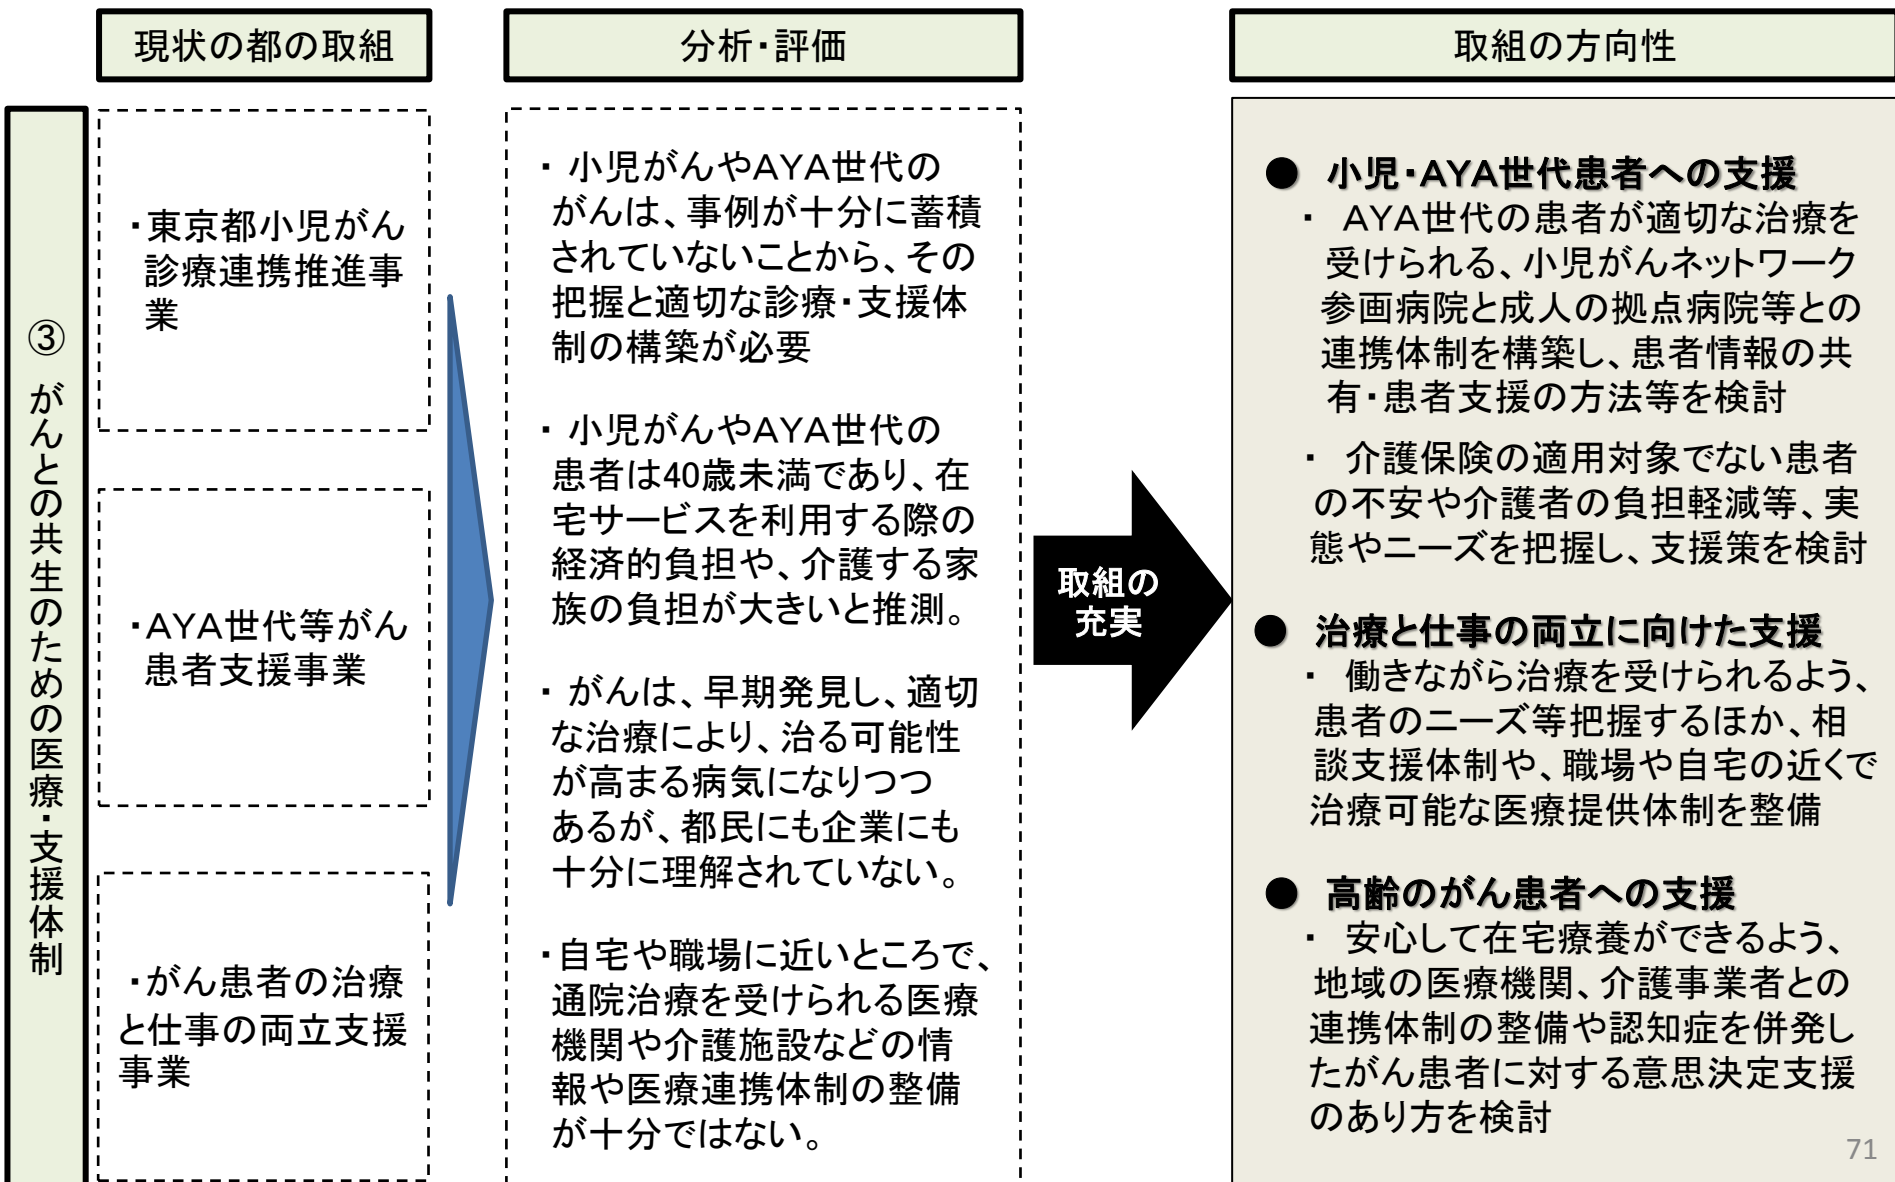 現状の都の取組
分析・評価
取組の方向性
③ がんとの共生のための医療・支援体制
・東京都小児がん
診療連携推進事
業
・AYA世代等がん
患者支援事業
・がん患者の治療
と仕事の両立支援
事業
・ 小児がんやAYA世代の
がんは、事例が十分に蓄積
されていないことから、その
把握と適切な診療・支援体
制の構築が必要
・ 小児がんやAYA世代の
患者は40歳未満であり、在
宅サービスを利用する際の
経済的負担や、介護する家
族の負担が大きいと推測。
・ がんは、早期発見し、適切
な治療により、治る可能性
が高まる病気になりつつ
あるが、都民にも企業にも
十分に理解されていない。
・自宅や職場に近いところで、
通院治療を受けられる医療
機関や介護施設などの情
報や医療連携体制の整備
が十分ではない。
取組の
充実
● 小児・AYA世代患者への支援
・ AYA世代の患者が適切な治療を
受けられる、小児がんネットワーク
参画病院と成人の拠点病院等との
連携体制を構築し、患者情報の共
有・患者支援の方法等を検討
・ 介護保険の適用対象でない患者
の不安や介護者の負担軽減等、実
態やニーズを把握し、支援策を検討
● 治療と仕事の両立に向けた支援
・ 働きながら治療を受けられるよう、
患者のニーズ等把握するほか、相
談支援体制や、職場や自宅の近くで
治療可能な医療提供体制を整備
● 高齢のがん患者への支援
・ 安心して在宅療養ができるよう、
地域の医療機関、介護事業者との
連携体制の整備や認知症を併発し
たがん患者に対する意思決定支援
のあり方を検討
71